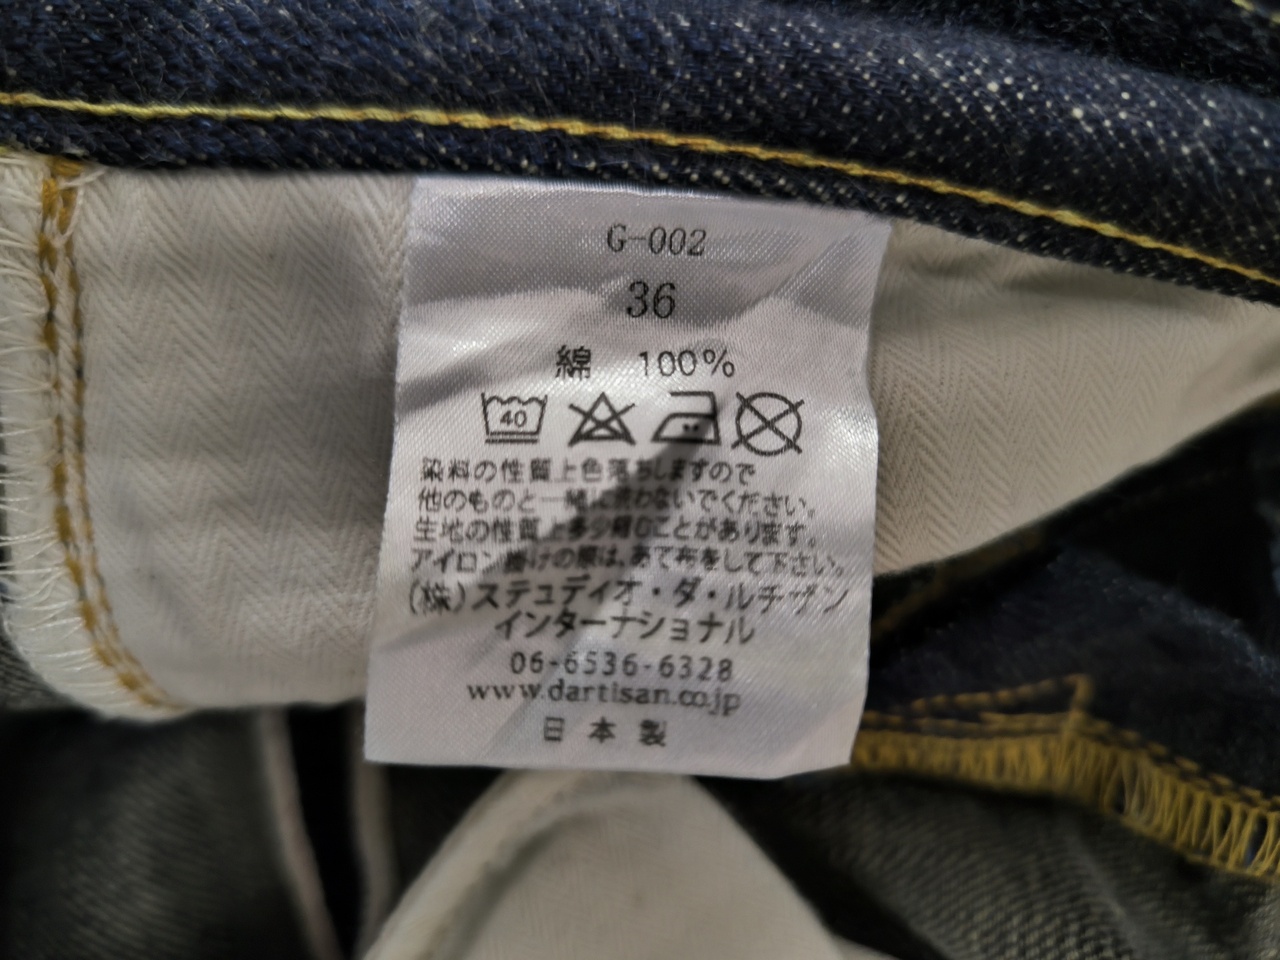 G-002
36
綿 100%
40
染料の性質上色落ちしますので
他のものと一緒に洗わないでください。
生地の性質上多少縮むことがあります。
アイロン掛けの際は、あて布をして下さい。
(株)ステュディオ・ダ・ルチザン
インターナショナル
06-6536-6328
www.dartisan.co.jp
日本製